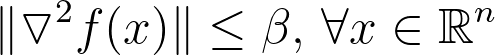 ‖▽²f(x)‖ ≤ β, ∀x ∈ ℝⁿ